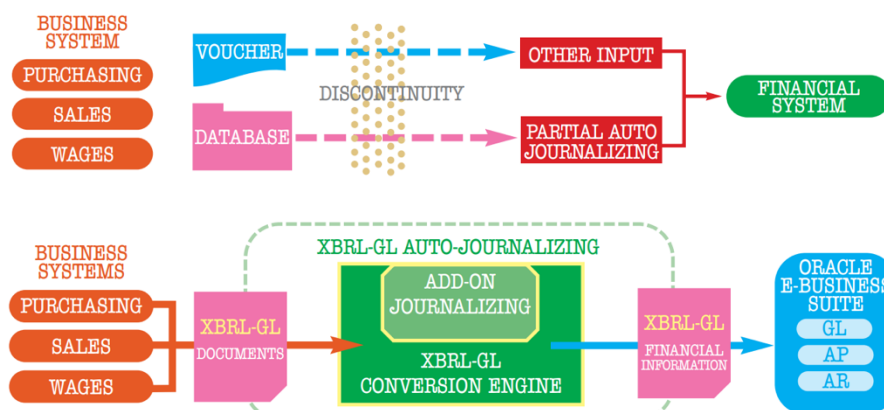 BUSINESS
SYSTEM
PURCHASING
SALES
WAGES
VOUCHER
DATABASE
DISCONTINUITY
OTHER INPUT
PARTIAL AUTO
JOURNALIZING
FINANCIAL
SYSTEM
BUSINESS
SYSTEMS
PURCHASING
SALES
WAGES
XBRL-GL
DOCUMENTS
XBRL-GL AUTO-JOURNALIZING
ADD-ON
JOURNALIZING
XBRL-GL
CONVERSION ENGINE
XBRL-GL
FINANCIAL
INFORMATION
ORACLE
E-BUSINESS
SUITE
GL
AP
AR